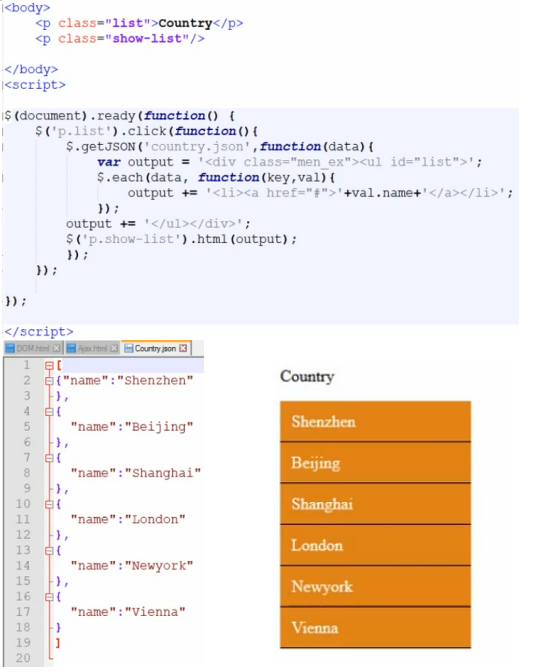 <body>
<p class="list">Country</p>
<p class="show-list"/>
</body>
<script>
$(document).ready(function() {
$('p.list').click(function(){
$.getJSON('country.json',function(data){
var output = '<div class="men_ex"><ul id="list">';
$.each(data, function(key,val){
output += '<li><a href="#">'+val.name+'</a></li>';
});
output += '</ul></div>';
$('p.show-list').html(output);
});
});
});
</script>
DOM.html Ajax.html Country.json
1 [
2 {"name":"Shenzhen"
3 },
4 {
5 "name":"Beijing"
6 },
7 {
8 "name":"Shanghai"
9 },
10 {
11 "name":"London"
12 },
13 {
14 "name":"Newyork"
15 },
16 {
17 "name":"Vienna"
18 }
19 ]
20
Country
Shenzhen
Beijing
Shanghai
London
Newyork
Vienna